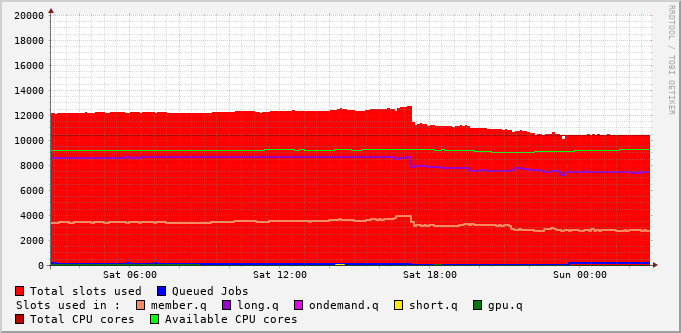 RRDTOOL / TOBI OETIKER
20000
18000
16000
14000
12000
10000
8000
6000
4000
2000
0
Sat 06:00 Sat 12:00 Sat 18:00 Sun 00:00
Total slots used Queued Jobs
Slots used in : member.q long.q ondemand.q short.q gpu.q
Total CPU cores Available CPU cores